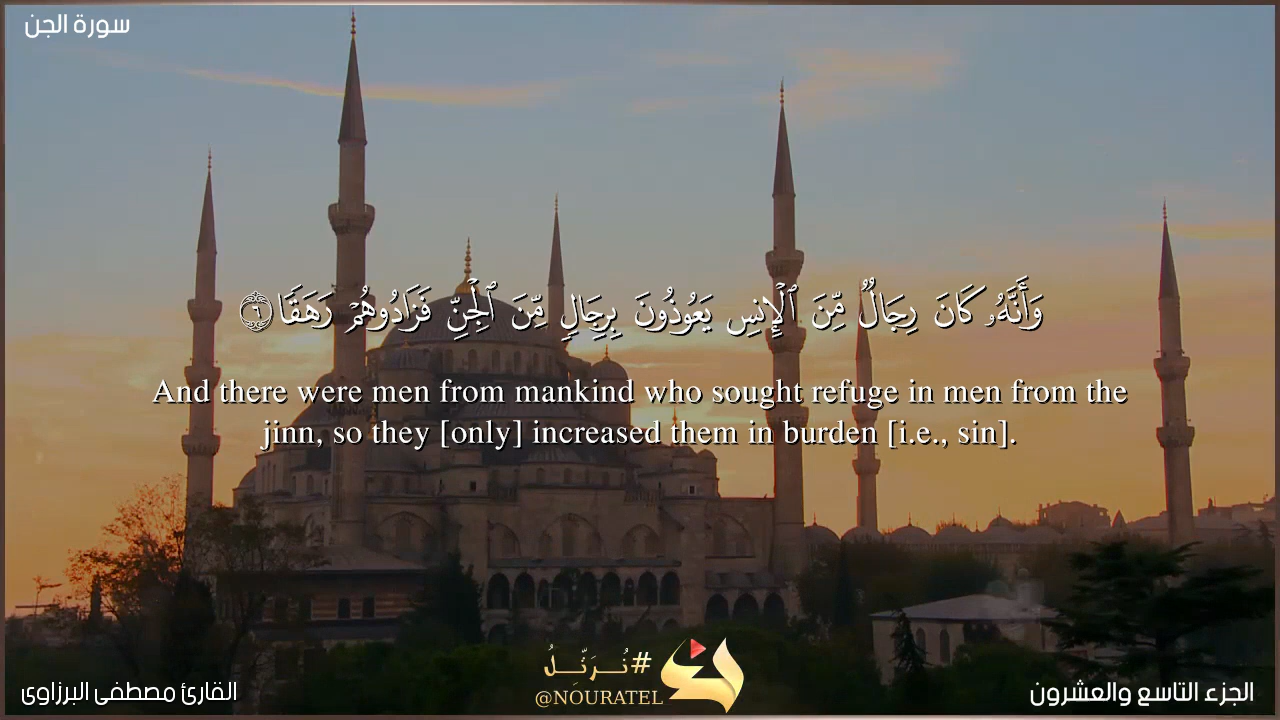 سورة الجن
وَأَنَّهُۥ كَانَ رِجَالٌ مِّنَ ٱلْإِنسِ يَعُوذُونَ بِرِجَالٍ مِّنَ ٱلْجِنِّ فَزَادُوهُمْ رَهَقًا ٦
And there were men from mankind who sought refuge in men from the
jinn, so they [only] increased them in burden [i.e., sin].
#نُرَتِّلُ
@NOURATEL
القارئ مصطفى البرزاوى
الجزء التاسع والعشرون